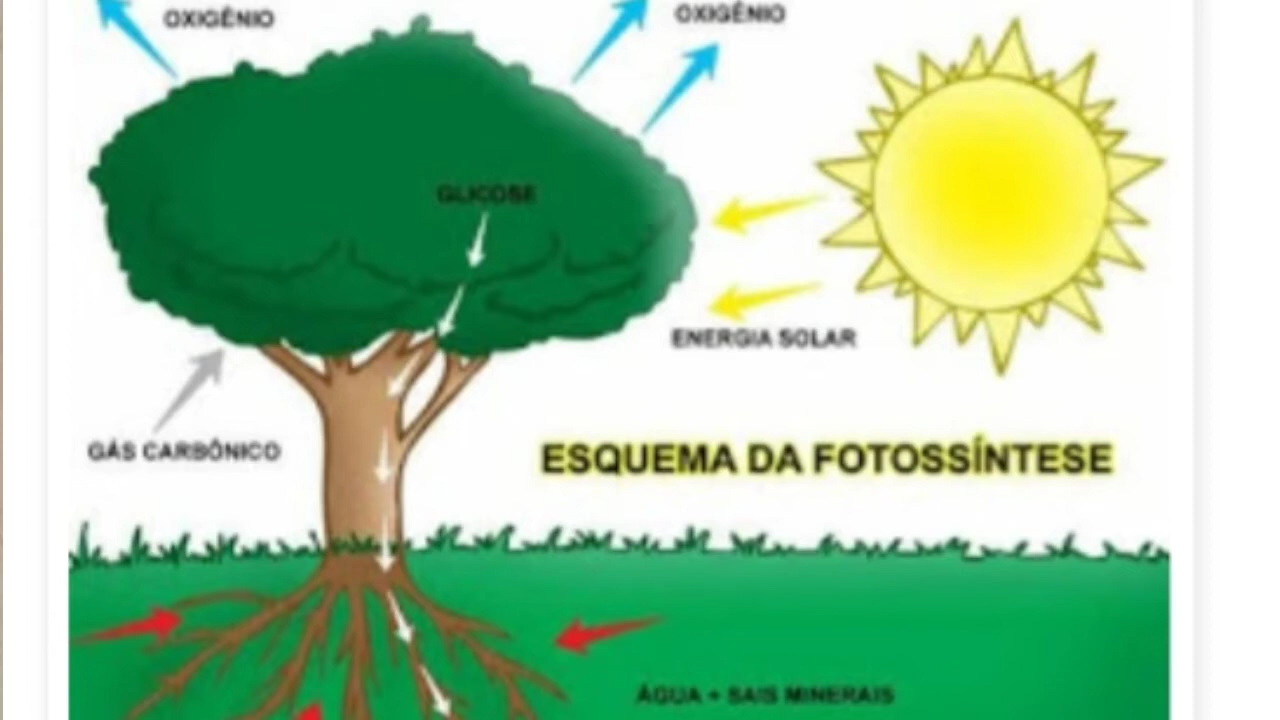 OXIGÊNIO
OXIGÊNIO
GLICOSE
ENERGIA SOLAR
GÁS CARBÔNICO
ESQUEMA DA FOTOSSÍNTESE
ÁGUA + SAIS MINERAIS